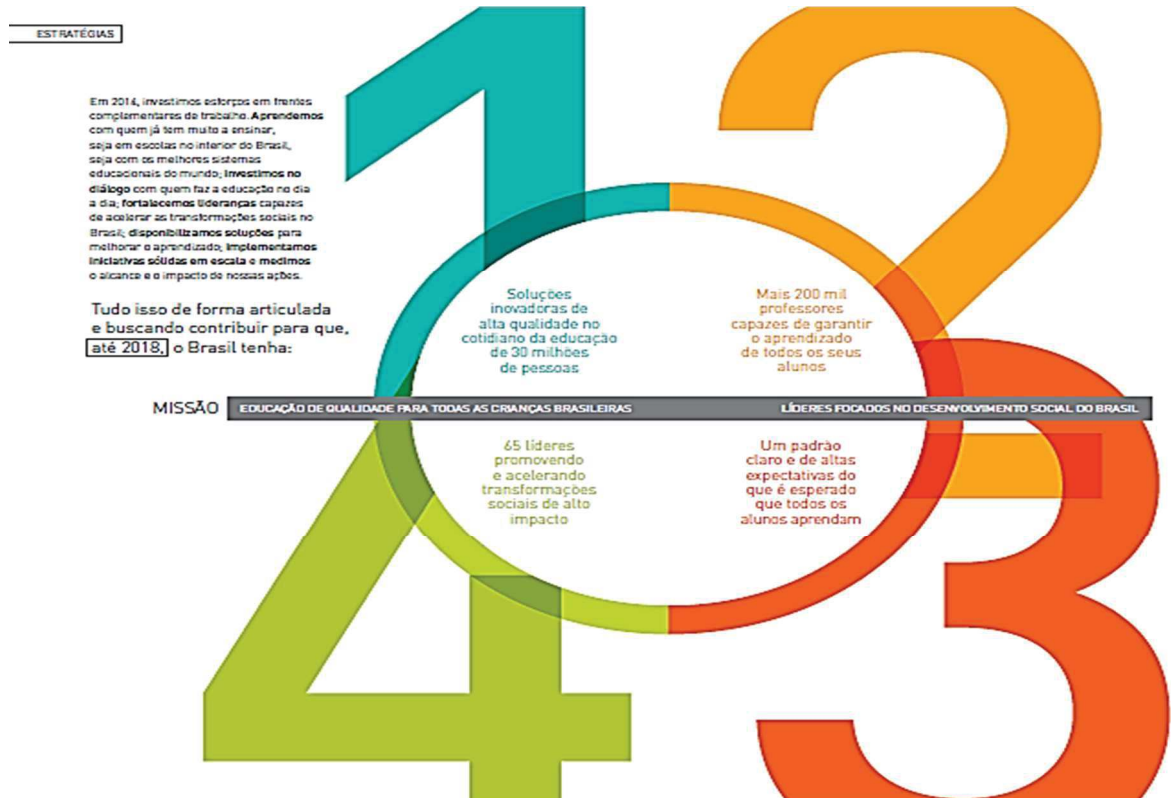 ESTRATÉGIAS
Em 2014, investimos esforços em frentes
complementares de trabalho. Aprendemos
com quem já tem muito a ensinar,
seja em escolas no interior do Brasil,
seja com os melhores sistemas
educacionais do mundo; investimos no
diálogo com quem faz a educação no dia
a dia; fortalecemos lideranças capazes
de acelerar as transformações sociais no
Brasil; disponibilizamos soluções para
melhorar o aprendizado; implementamos
iniciativas sólidas em escala e medimos
o alcance e o impacto de nossas ações.
Tudo isso de forma articulada
e buscando contribuir para que,
até 2018, o Brasil tenha:
1
Soluções
inovadoras de
alta qualidade no
cotidiano da educação
de 30 milhões
de pessoas
2
Mais 200 mil
professores
capazes de garantir
o aprendizado
de todos os seus
alunos
MISSÃO EDUCAÇÃO DE QUALIDADE PARA TODAS AS CRIANÇAS BRASILEIRAS LÍDERES FOCADOS NO DESENVOLVIMENTO SOCIAL DO BRASIL
4
65 líderes
promovendo
e acelerando
transformações
sociais de alto
impacto
3
Um padrão
claro e de altas
expectativas do
que é esperado
que todos os
alunos aprendam